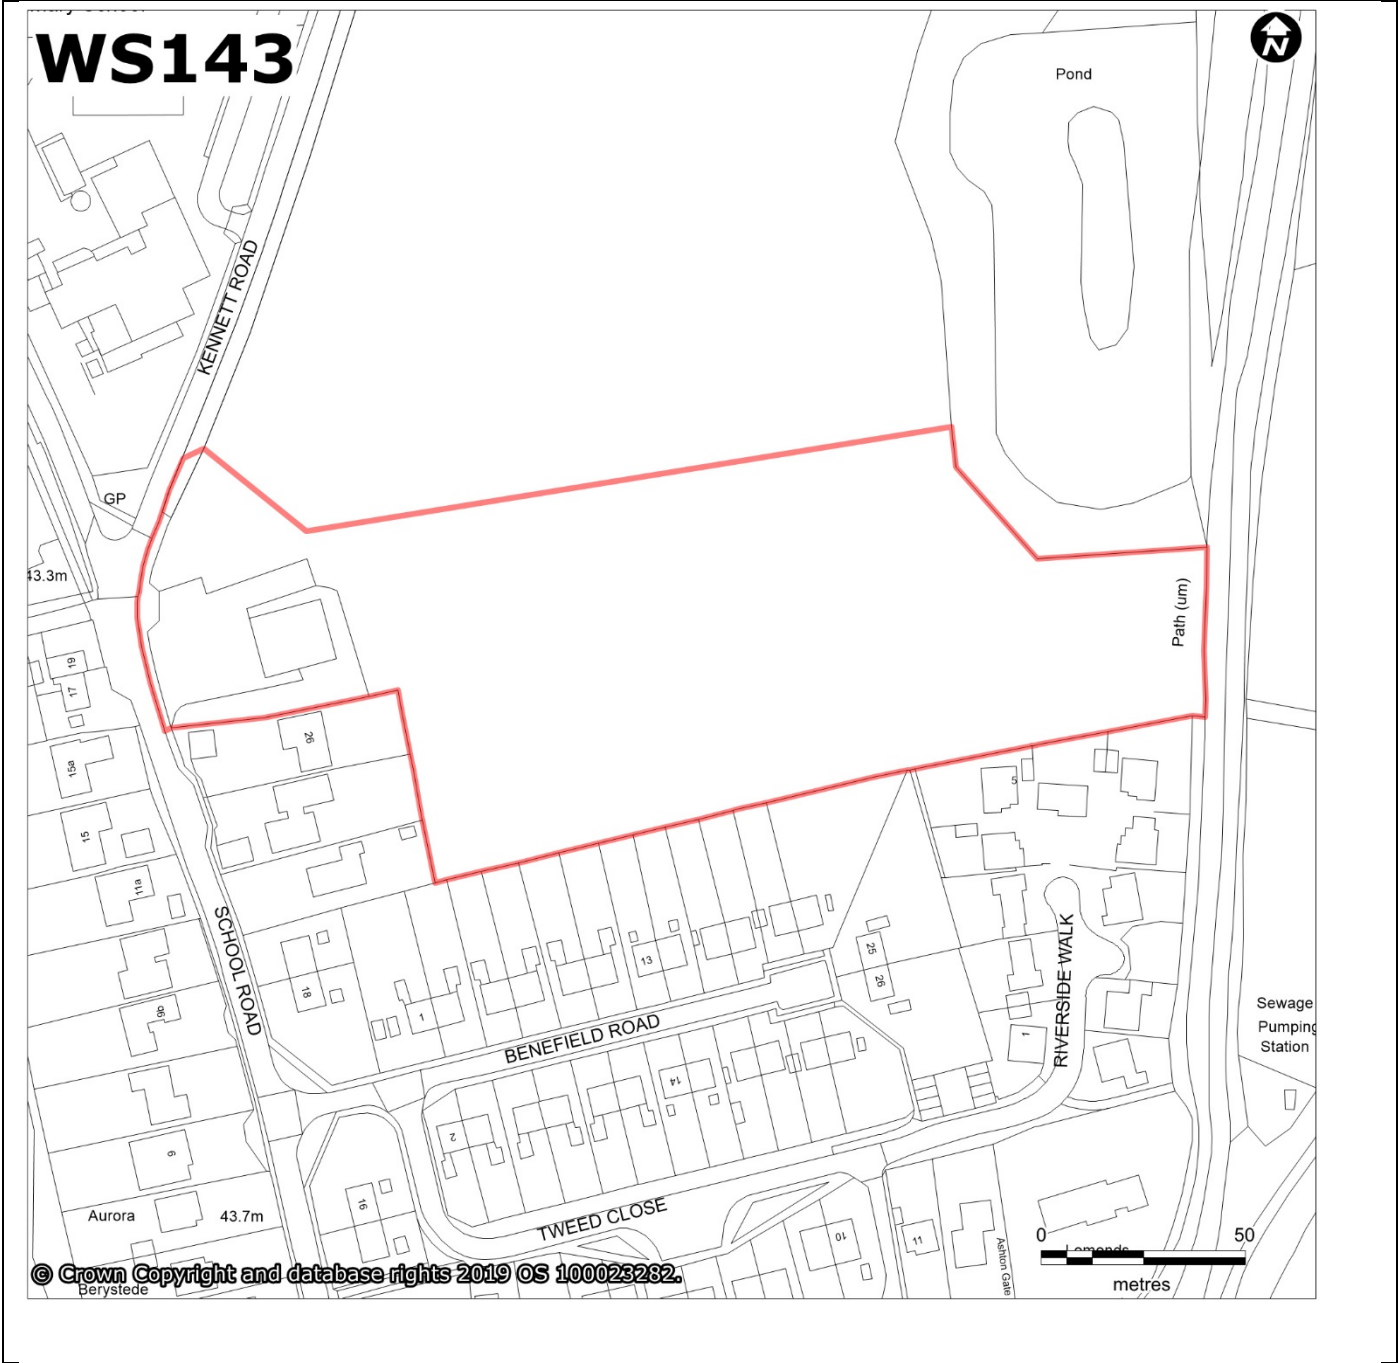 WS143
N
Pond
KENNETT ROAD
GP
43.3m
Path (um)
19
17
26
15a
5
15
11a
SCHOOL ROAD
13
25
26
18
1
9b
BENEFIELD ROAD
RIVERSIDE WALK
1
Sewage
Pumping
Station
14
2
6
16
Aurora
43.7m
TWEED CLOSE
10
11
Ashton Gate
0 50
metres
Lomonds
© Crown Copyright and database rights 2019 OS 100023282.
Berystede